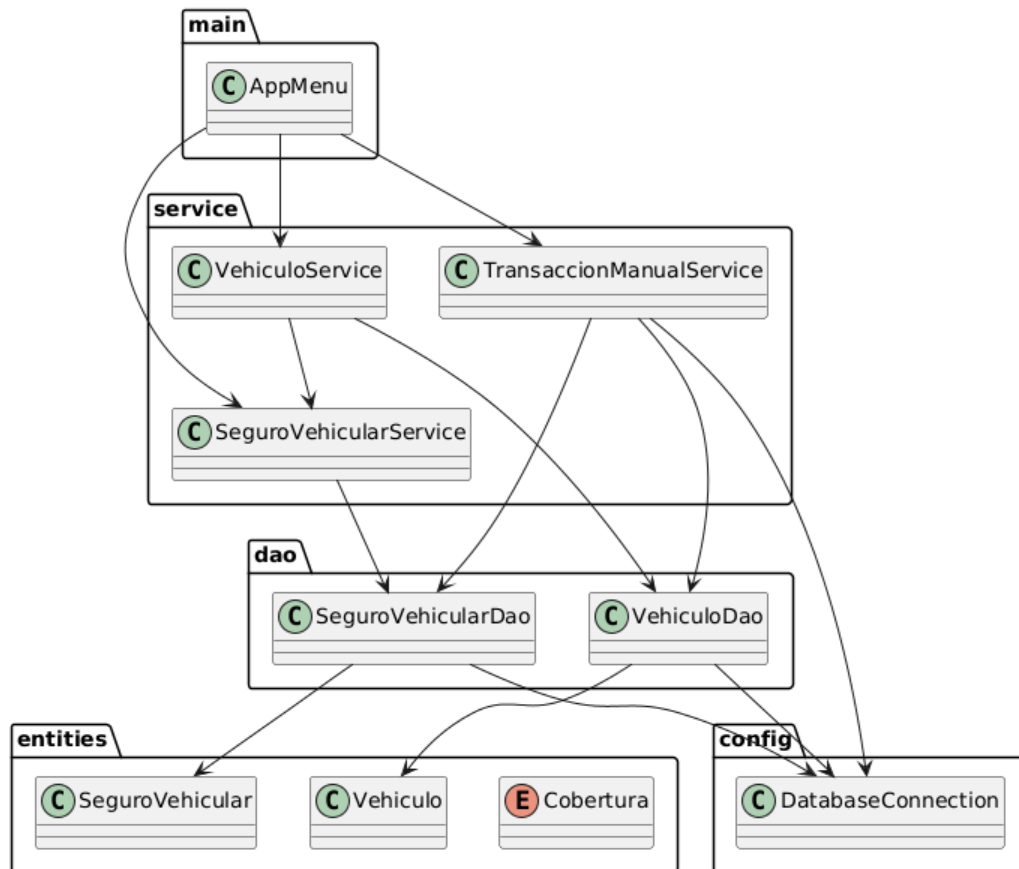 main
C AppMenu
service
C VehiculoService
C TransaccionManualService
C SeguroVehicularService
dao
C SeguroVehicularDao
C VehiculoDao
entities
config
C SeguroVehicular
C Vehiculo
E Cobertura
C DatabaseConnection